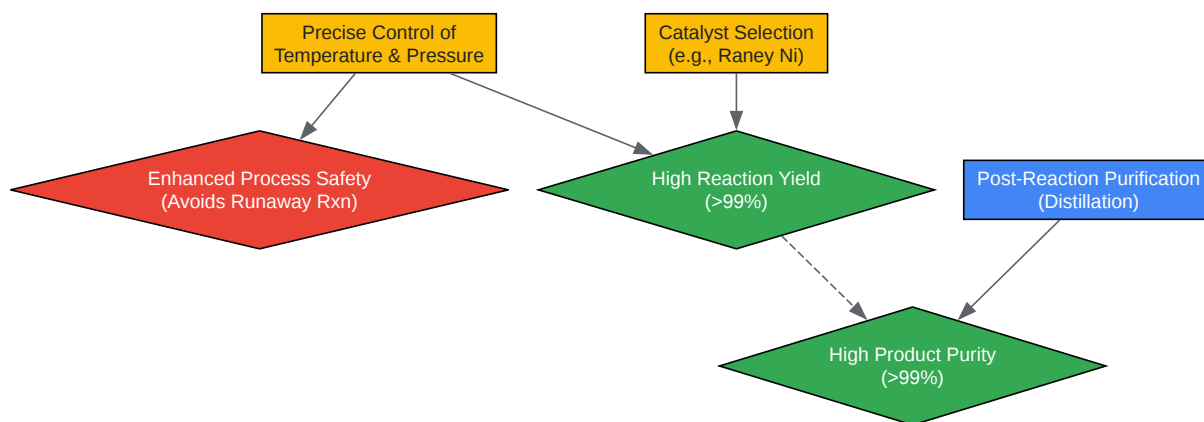 Precise Control of
Temperature & Pressure
Catalyst Selection
(e.g., Raney Ni)
Enhanced Process Safety
(Avoids Runaway Rxn)
High Reaction Yield
(>99%)
Post-Reaction Purification
(Distillation)
High Product Purity
(>99%)